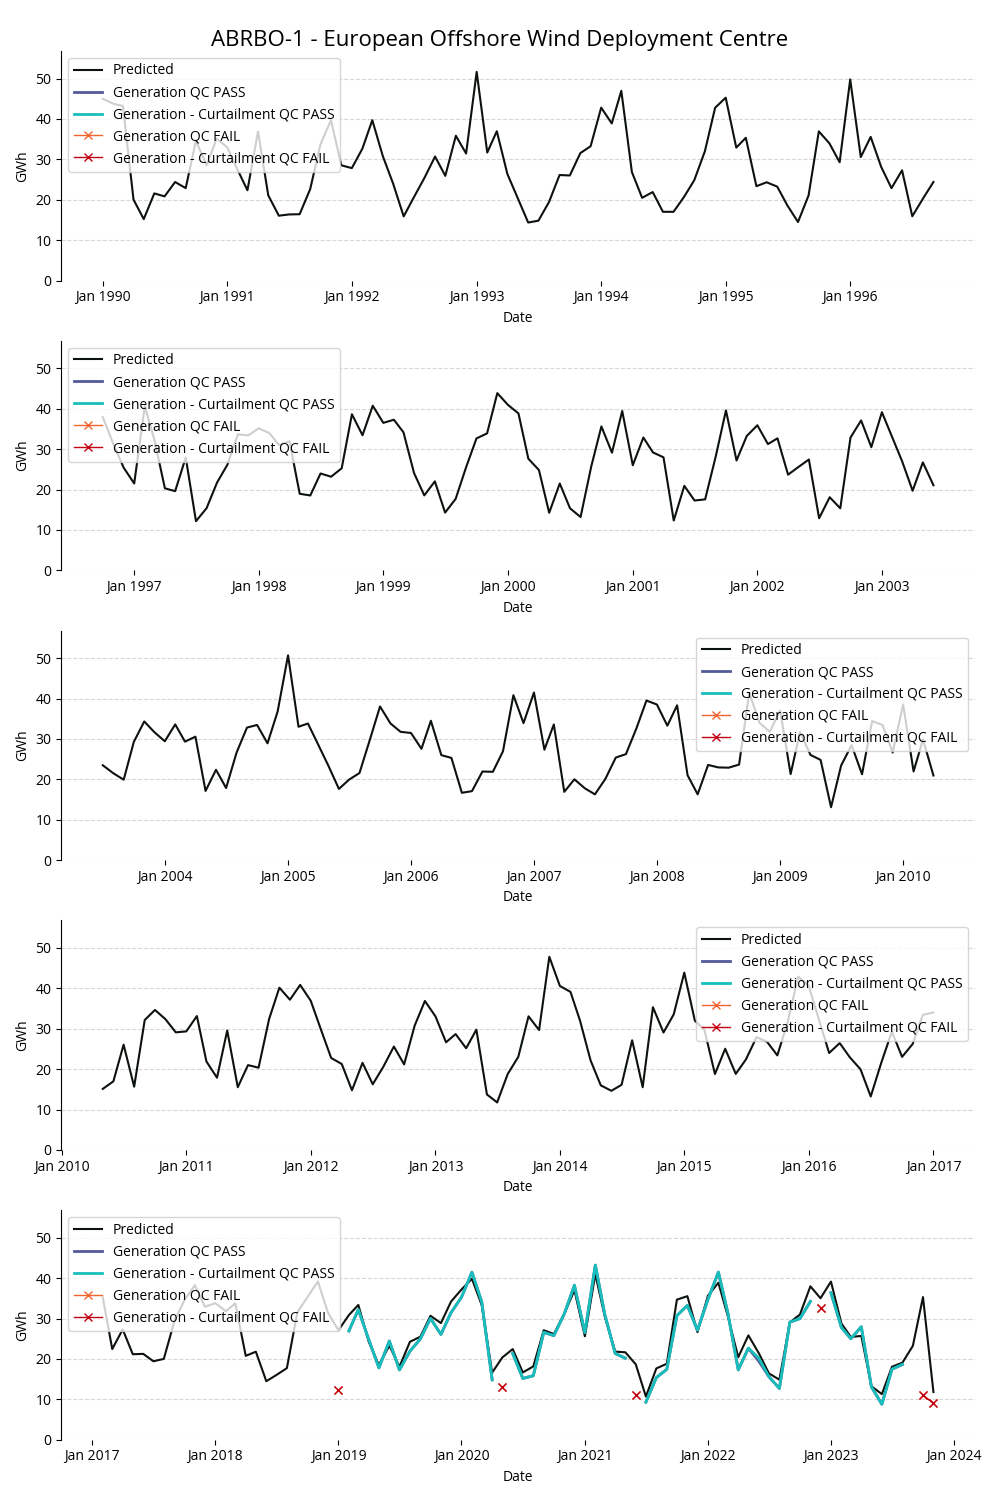 ABRBO-1 - European Offshore Wind Deployment Centre
Predicted
Generation QC PASS
Generation - Curtailment QC PASS
Generation QC FAIL
Generation - Curtailment QC FAIL
GWh
50
40
30
20
10
0
Jan 1990 Jan 1991 Jan 1992 Jan 1993 Jan 1994 Jan 1995 Jan 1996
Date
Predicted
Generation QC PASS
Generation - Curtailment QC PASS
Generation QC FAIL
Generation - Curtailment QC FAIL
GWh
50
40
30
20
10
0
Jan 1997 Jan 1998 Jan 1999 Jan 2000 Jan 2001 Jan 2002 Jan 2003
Date
Predicted
Generation QC PASS
Generation - Curtailment QC PASS
Generation QC FAIL
Generation - Curtailment QC FAIL
GWh
50
40
30
20
10
0
Jan 2004 Jan 2005 Jan 2006 Jan 2007 Jan 2008 Jan 2009 Jan 2010
Date
Predicted
Generation QC PASS
Generation - Curtailment QC PASS
Generation QC FAIL
Generation - Curtailment QC FAIL
GWh
50
40
30
20
10
0
Jan 2010 Jan 2011 Jan 2012 Jan 2013 Jan 2014 Jan 2015 Jan 2016 Jan 2017
Date
Predicted
Generation QC PASS
Generation - Curtailment QC PASS
Generation QC FAIL
Generation - Curtailment QC FAIL
GWh
50
40
30
20
10
0
Jan 2017 Jan 2018 Jan 2019 Jan 2020 Jan 2021 Jan 2022 Jan 2023 Jan 2024
Date